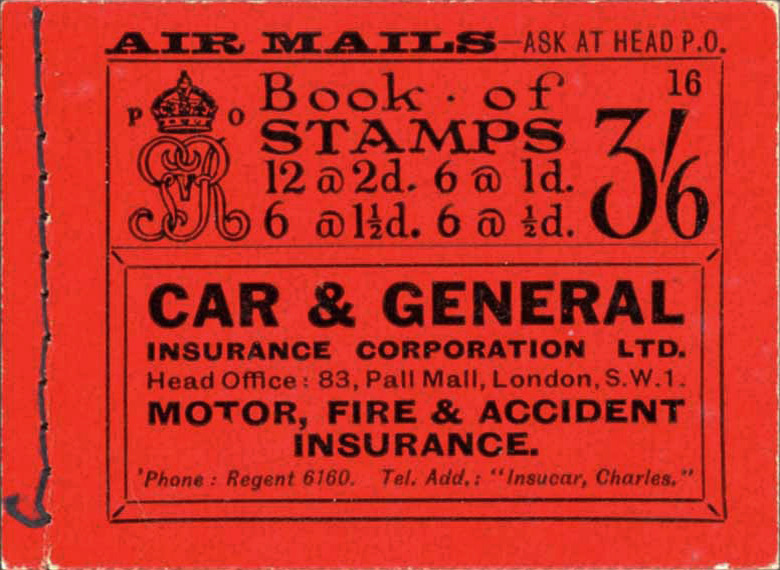 AIR MAILS—ASK AT HEAD P.O.
16
P O
Book · of
STAMPS
3/6
12 @ 2d. 6 @ 1d.
6 @ 1½d. 6 @ ½d.
CAR & GENERAL
INSURANCE CORPORATION LTD.
Head Office: 83, Pall Mall, London, S.W.1.
MOTOR, FIRE & ACCIDENT
INSURANCE.
'Phone : Regent 6160. Tel. Add.: "Insucar, Charles."